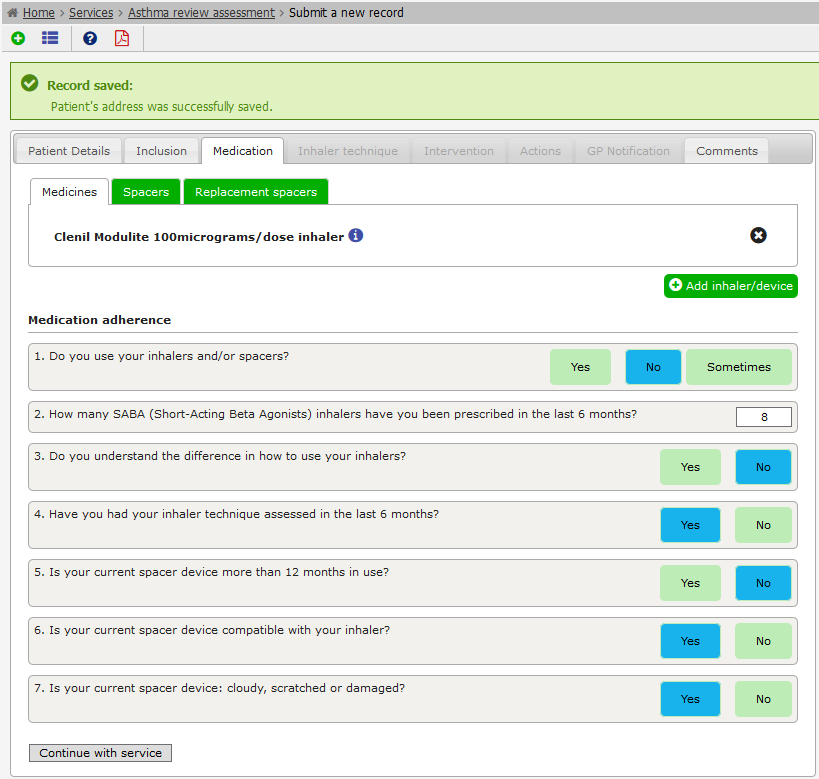 Home > Services > Asthma review assessment > Submit a new record
Record saved:
Patient's address was successfully saved.
Patient Details Inclusion Medication Inhaler technique Intervention Actions GP Notification Comments
Medicines Spacers Replacement spacers
Clenil Modulite 100micrograms/dose inhaler
Add inhaler/device
Medication adherence
1. Do you use your inhalers and/or spacers? Yes No Sometimes
2. How many SABA (Short-Acting Beta Agonists) inhalers have you been prescribed in the last 6 months? 8
3. Do you understand the difference in how to use your inhalers? Yes No
4. Have you had your inhaler technique assessed in the last 6 months? Yes No
5. Is your current spacer device more than 12 months in use? Yes No
6. Is your current spacer device compatible with your inhaler? Yes No
7. Is your current spacer device: cloudy, scratched or damaged? Yes No
Continue with service